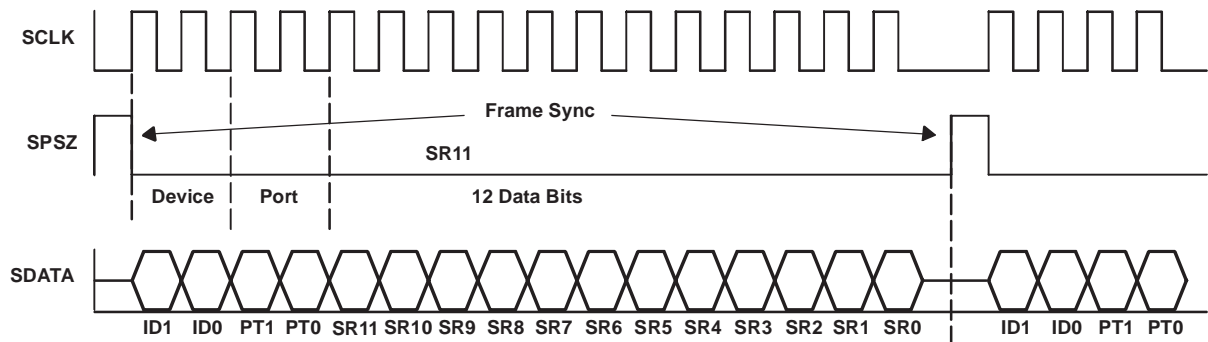 SCLK
Frame Sync
SPSZ
SR11
Device Port 12 Data Bits
SDATA
ID1 ID0 PT1 PT0 SR11 SR10 SR9 SR8 SR7 SR6 SR5 SR4 SR3 SR2 SR1 SR0 ID1 ID0 PT1 PT0